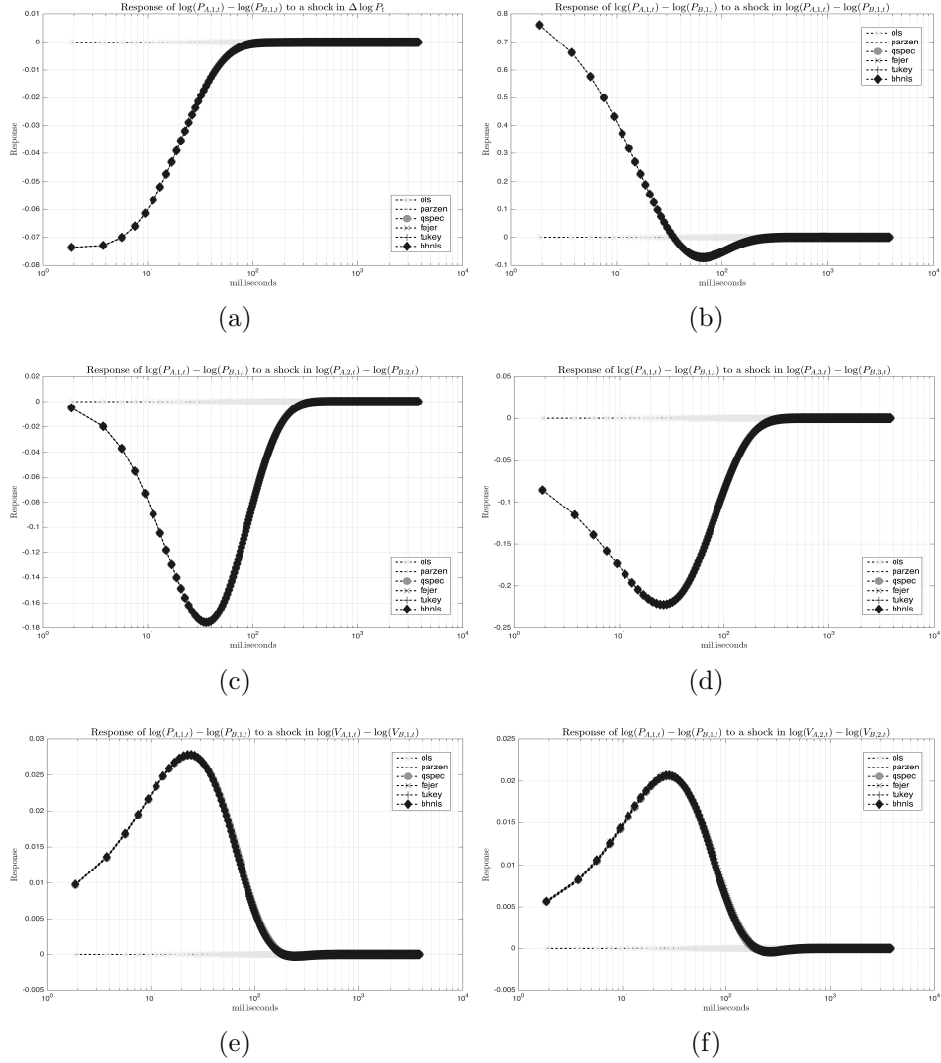 Response of log(P_{A,1,t}) − log(P_{B,1,t}) to a shock in Δ log P_t
0
-0.01
-0.02
-0.03
-0.04
-0.05
-0.06
-0.07
-0.08
Response
10^0
10^1
10^2
10^3
10^4
miliseconds
ols
parzen
qspec
fejer
tukey
bhnls
(a)
Response of log(P_{A,1,t}) − log(P_{B,1,.}) to a shock in log(P_{A,1,t}) − log(P_{B,1,t})
0.8
0.7
0.6
0.5
0.4
0.3
0.2
0.1
0
-0.1
Response
10^0
10^1
10^2
10^3
10^4
miliseconds
ols
parzen
qspec
fejer
tukey
bhnls
(b)
Response of log(P_{A,1,t}) − log(P_{B,1,.}) to a shock in log(P_{A,2,t}) − log(P_{B,2,t})
0.02
0
-0.02
-0.04
-0.06
-0.08
-0.1
-0.12
-0.14
-0.16
-0.18
Response
10^0
10^1
10^2
10^3
10^4
miliseconds
ols
parzen
qspec
fejer
tukey
bhnls
(c)
Response of log(P_{A,1,t}) − log(P_{B,1,.}) to a shock in log(P_{A,3,t}) − log(P_{B,3,t})
0.05
0
-0.05
-0.1
-0.15
-0.2
-0.25
Response
10^0
10^1
10^2
10^3
10^4
miliseconds
ols
parzen
qspec
fejer
tukey
bhnls
(d)
Response of log(P_{A,1,t}) − log(P_{B,1,.}) to a shock in log(V_{A,1,t}) − log(V_{B,1,t})
0.03
0.025
0.02
0.015
0.01
0.005
0
-0.005
Response
10^0
10^1
10^2
10^3
10^4
miliseconds
ols
parzen
qspec
fejer
tukey
bhnls
(e)
Response of log(P_{A,1,t}) − log(P_{B,1,.}) to a shock in log(V_{A,2,t}) − log(V_{B,2,t})
0.025
0.02
0.015
0.01
0.005
0
-0.005
Response
10^0
10^1
10^2
10^3
10^4
miliseconds
ols
parzen
qspec
fejer
tukey
bhnls
(f)